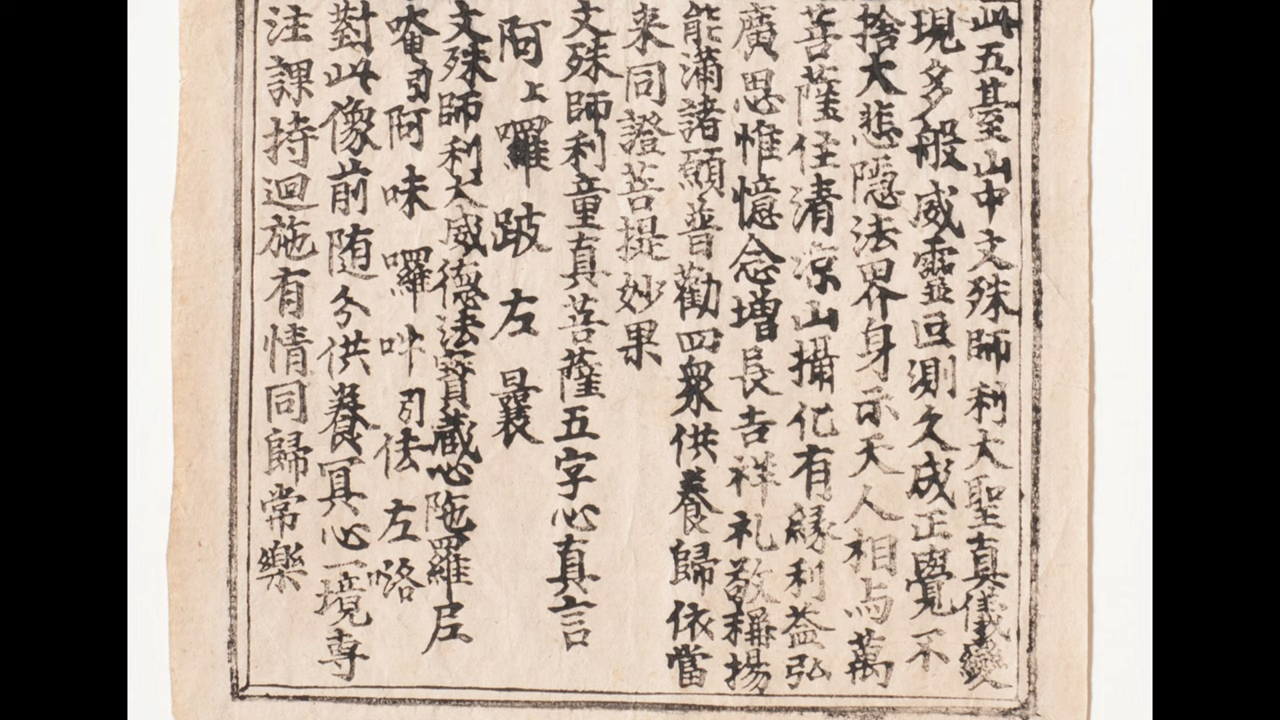 此五臺山中文殊師利大聖真儀變
現多般威靈叵測久成正覺不
捨大悲隱法界身示天人相与萬
菩薩住清涼山攝化有緣利益弘
廣思惟憶念增長吉祥礼敬稱揚
能滿諸願普勸四衆供養歸依當
来同證菩提妙果
文殊師利童真菩薩五字心真言
阿上囉跛左曩
文殊師利大威德法寳藏心陁羅尼
唵引阿味囉吽引佉左咯
對此像前随分供養冥心一境專
注課持迴施有情同歸常樂